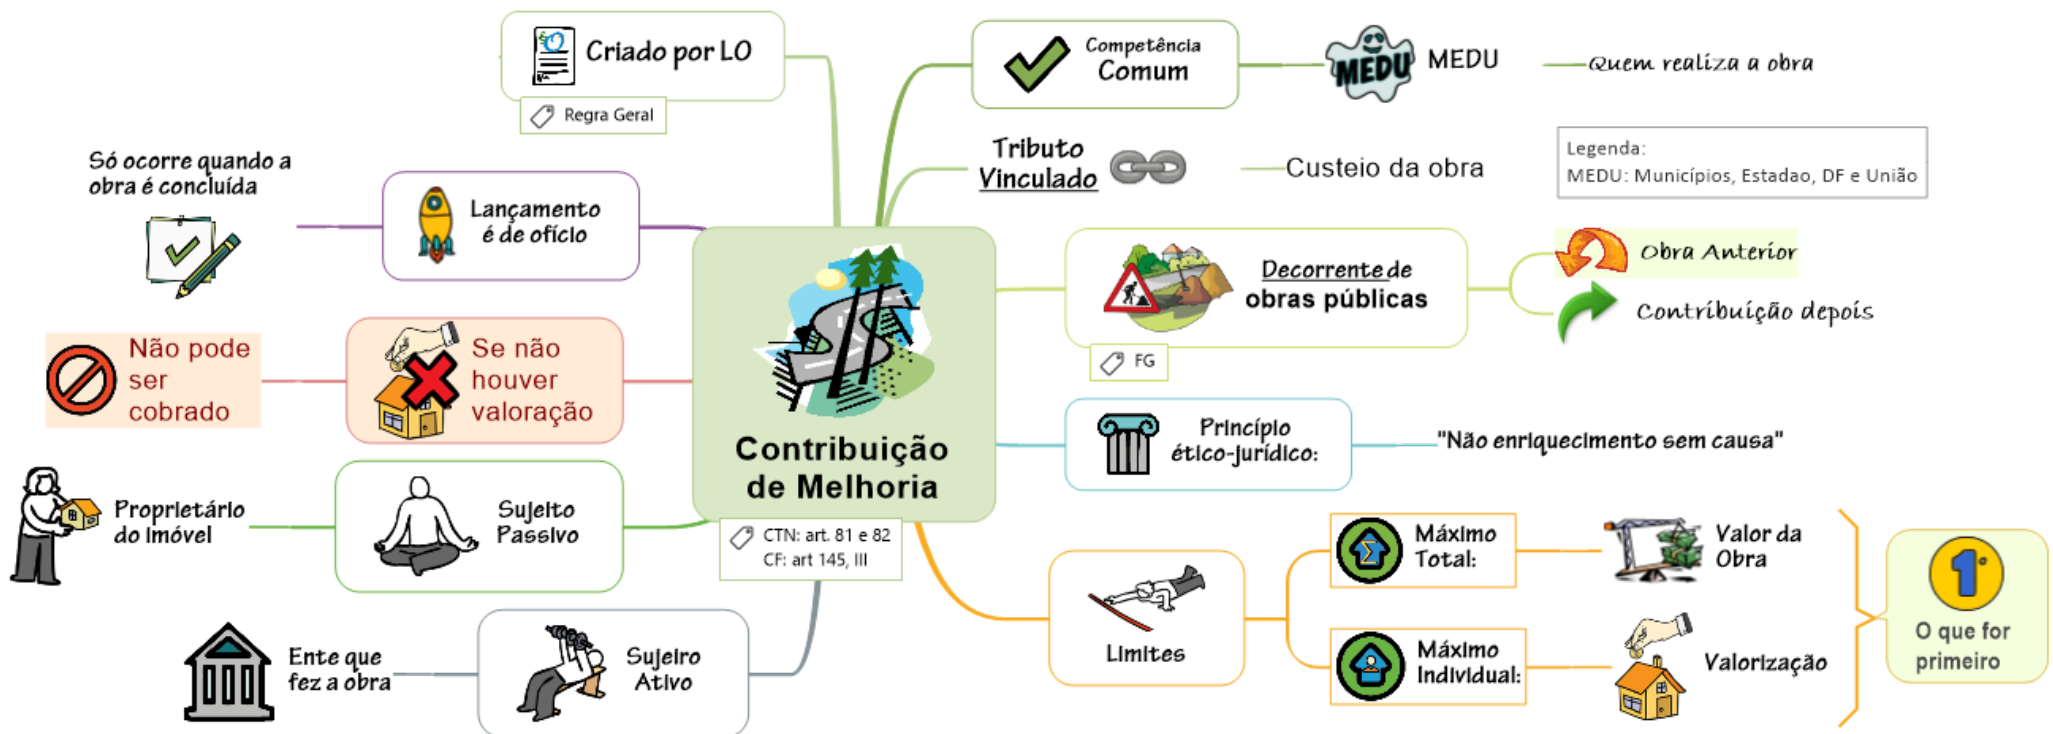 Criado por LO
Regra Geral
Só ocorre quando a
obra é concluída
Lançamento
é de ofício
Não pode
ser
cobrado
Se não
houver
valoração
Proprietário
do Imóvel
Sujeito
Passivo
Ente que
fez a obra
Sujeiro
Ativo
Contribuição
de Melhoria
CTN: art. 81 e 82
CF: art 145, III
Competência
Comum
MEDU
MEDU
Quem realiza a obra
Tributo
Vinculado
Custeio da obra
Legenda:
MEDU: Municípios, Estadao, DF e União
Decorrente de
obras públicas
FG
Obra Anterior
Contribuição depois
Princípio
ético-jurídico:
"Não enriquecimento sem causa"
Limites
Máximo
Total:
Valor da
Obra
Máximo
Individual:
Valorização
1º
O que for
primeiro